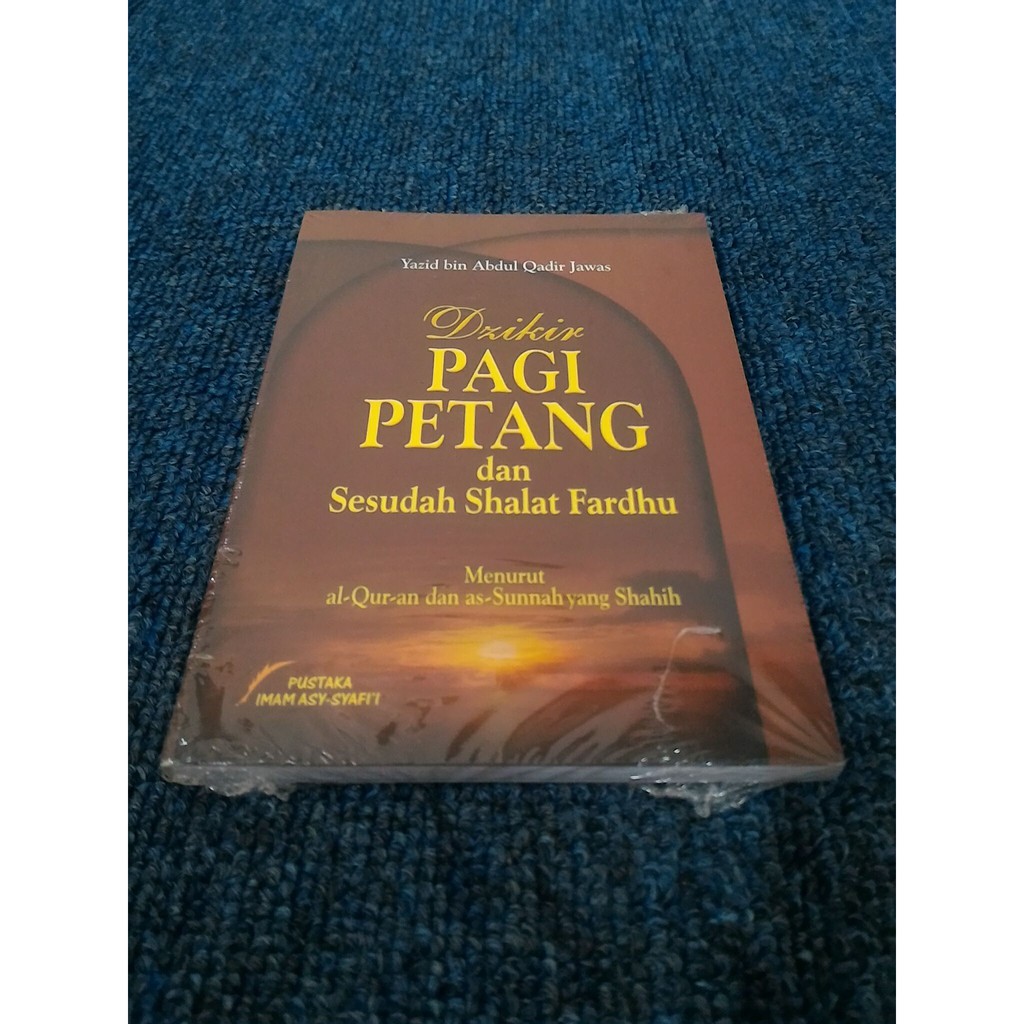 Yazid bin Abdul Qadir Jawas
Dzikir
PAGI
PETANG
dan
Sesudah Shalat Fardhu
Menurut
al-Qur-an dan as-Sunnah yang Shahih
PUSTAKA
IMAM ASY-SYAFI'I